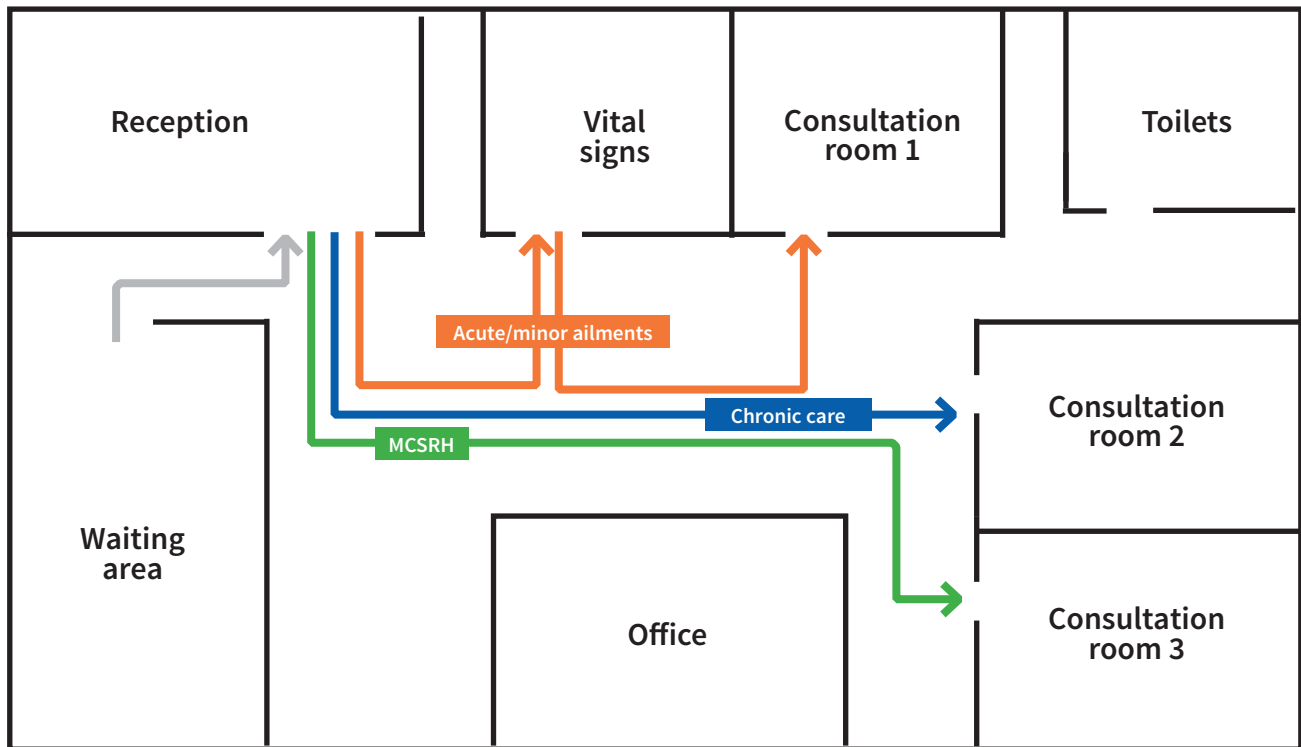 Reception
Vital
signs
Consultation
room 1
Toilets
Acute/minor ailments
Chronic care
MCSRH
Consultation
room 2
Waiting
area
Office
Consultation
room 3